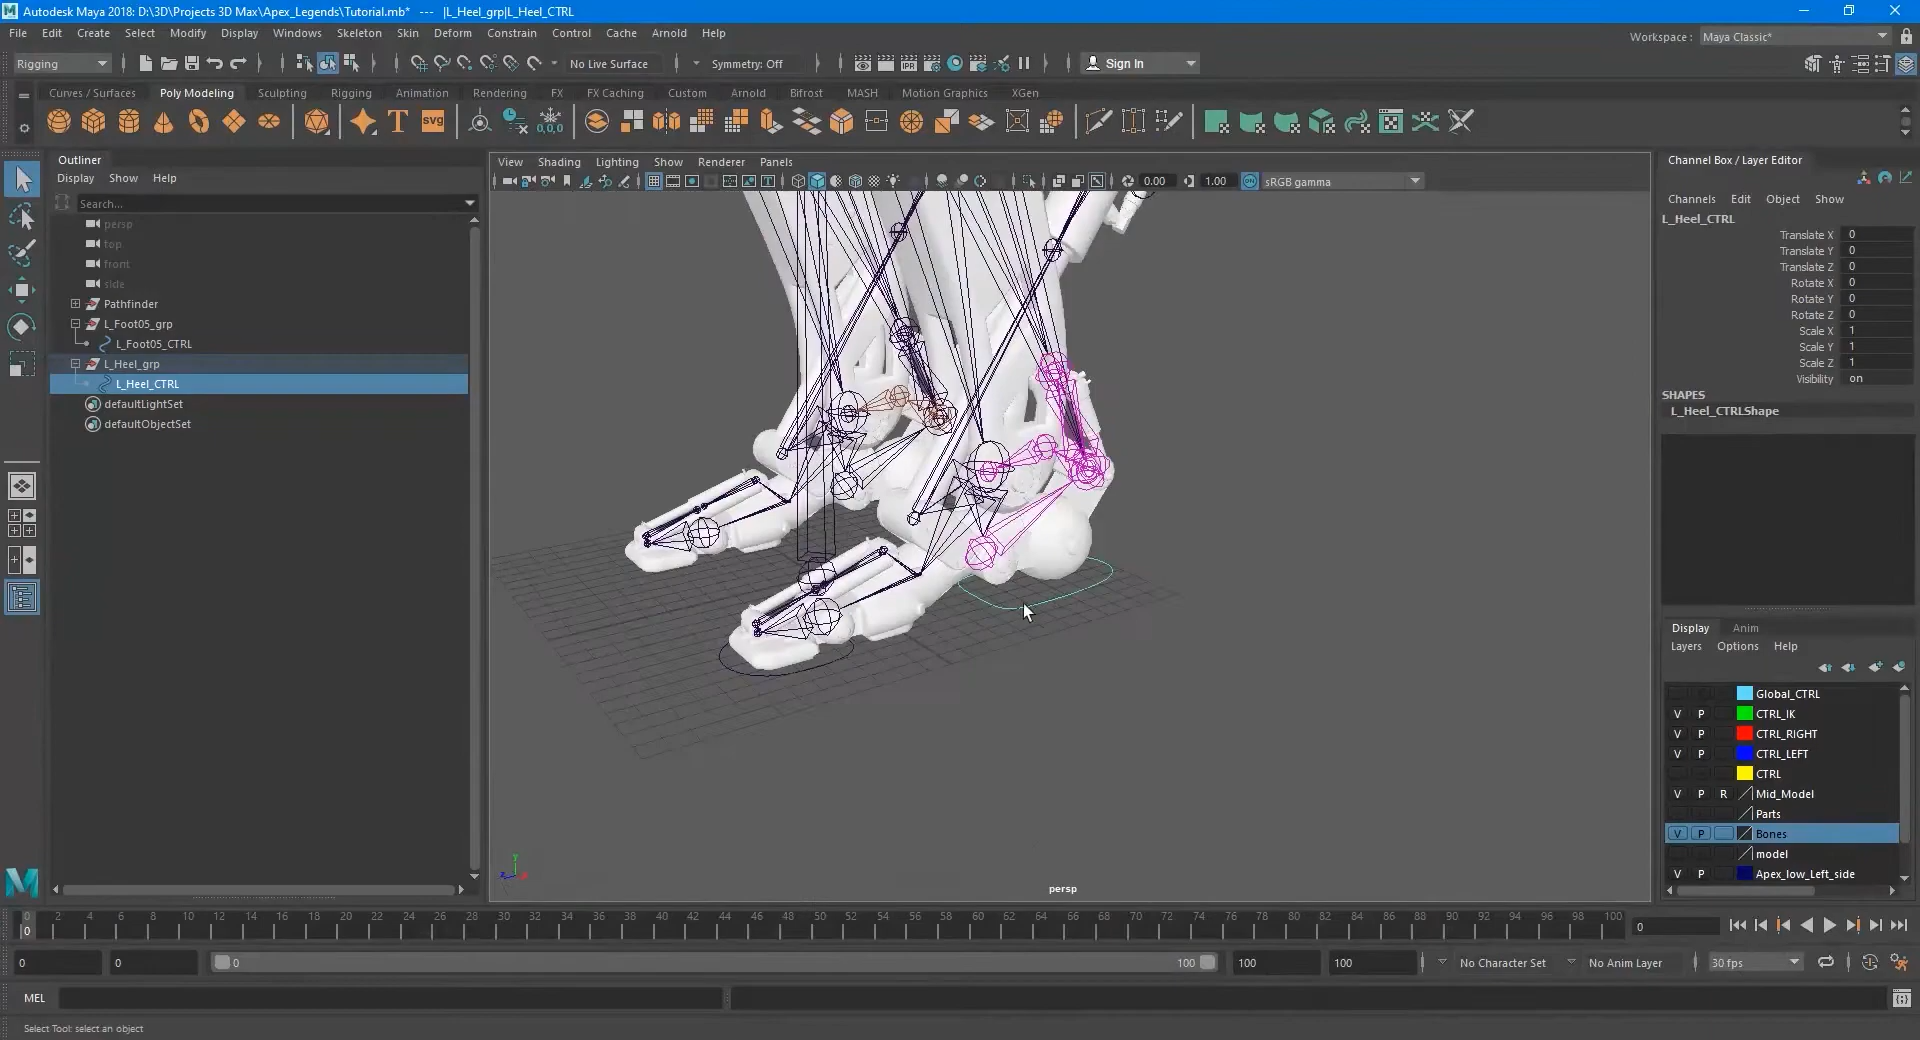 Autodesk Maya 2018: D:\3D\Projects 3D Max\Apex_Legends\Tutorial.mb* --- |L_Heel_grp|L_Heel_CTRL
File Edit Create Select Modify Display Windows Skeleton Skin Deform Constrain Control Cache Arnold Help
Workspace : Maya Classic*
Rigging No Live Surface Symmetry: Off IPR Sign In
Curves / Surfaces Poly Modeling Sculpting Rigging Animation Rendering FX FX Caching Custom Arnold Bifrost MASH Motion Graphics XGen
T SVG 0,0,0
Outliner
Display Show Help
Search...
persp
top
front
side
Pathfinder
L_Foot05_grp
L_Foot05_CTRL
L_Heel_grp
L_Heel_CTRL
defaultLightSet
defaultObjectSet
View Shading Lighting Show Renderer Panels
0.00 1.00 ON sRGB gamma
persp
Channel Box / Layer Editor
Channels Edit Object Show
L_Heel_CTRL
Translate X 0
Translate Y 0
Translate Z 0
Rotate X 0
Rotate Y 0
Rotate Z 0
Scale X 1
Scale Y 1
Scale Z 1
Visibility on
SHAPES
L_Heel_CTRLShape
Display Anim
Layers Options Help
Global_CTRL
V P CTRL_IK
V P CTRL_RIGHT
V P CTRL_LEFT
CTRL
V P R Mid_Model
Parts
V P Bones
model
V P Apex_low_Left_side
0 2 4 6 8 10 12 14 16 18 20 22 24 26 28 30 32 34 36 38 40 42 44 46 48 50 52 54 56 58 60 62 64 66 68 70 72 74 76 78 80 82 84 86 88 90 92 94 96 98 100
0 0
0 0 0 100 100 100 No Character Set No Anim Layer 30 fps
MEL
Select Tool: select an object